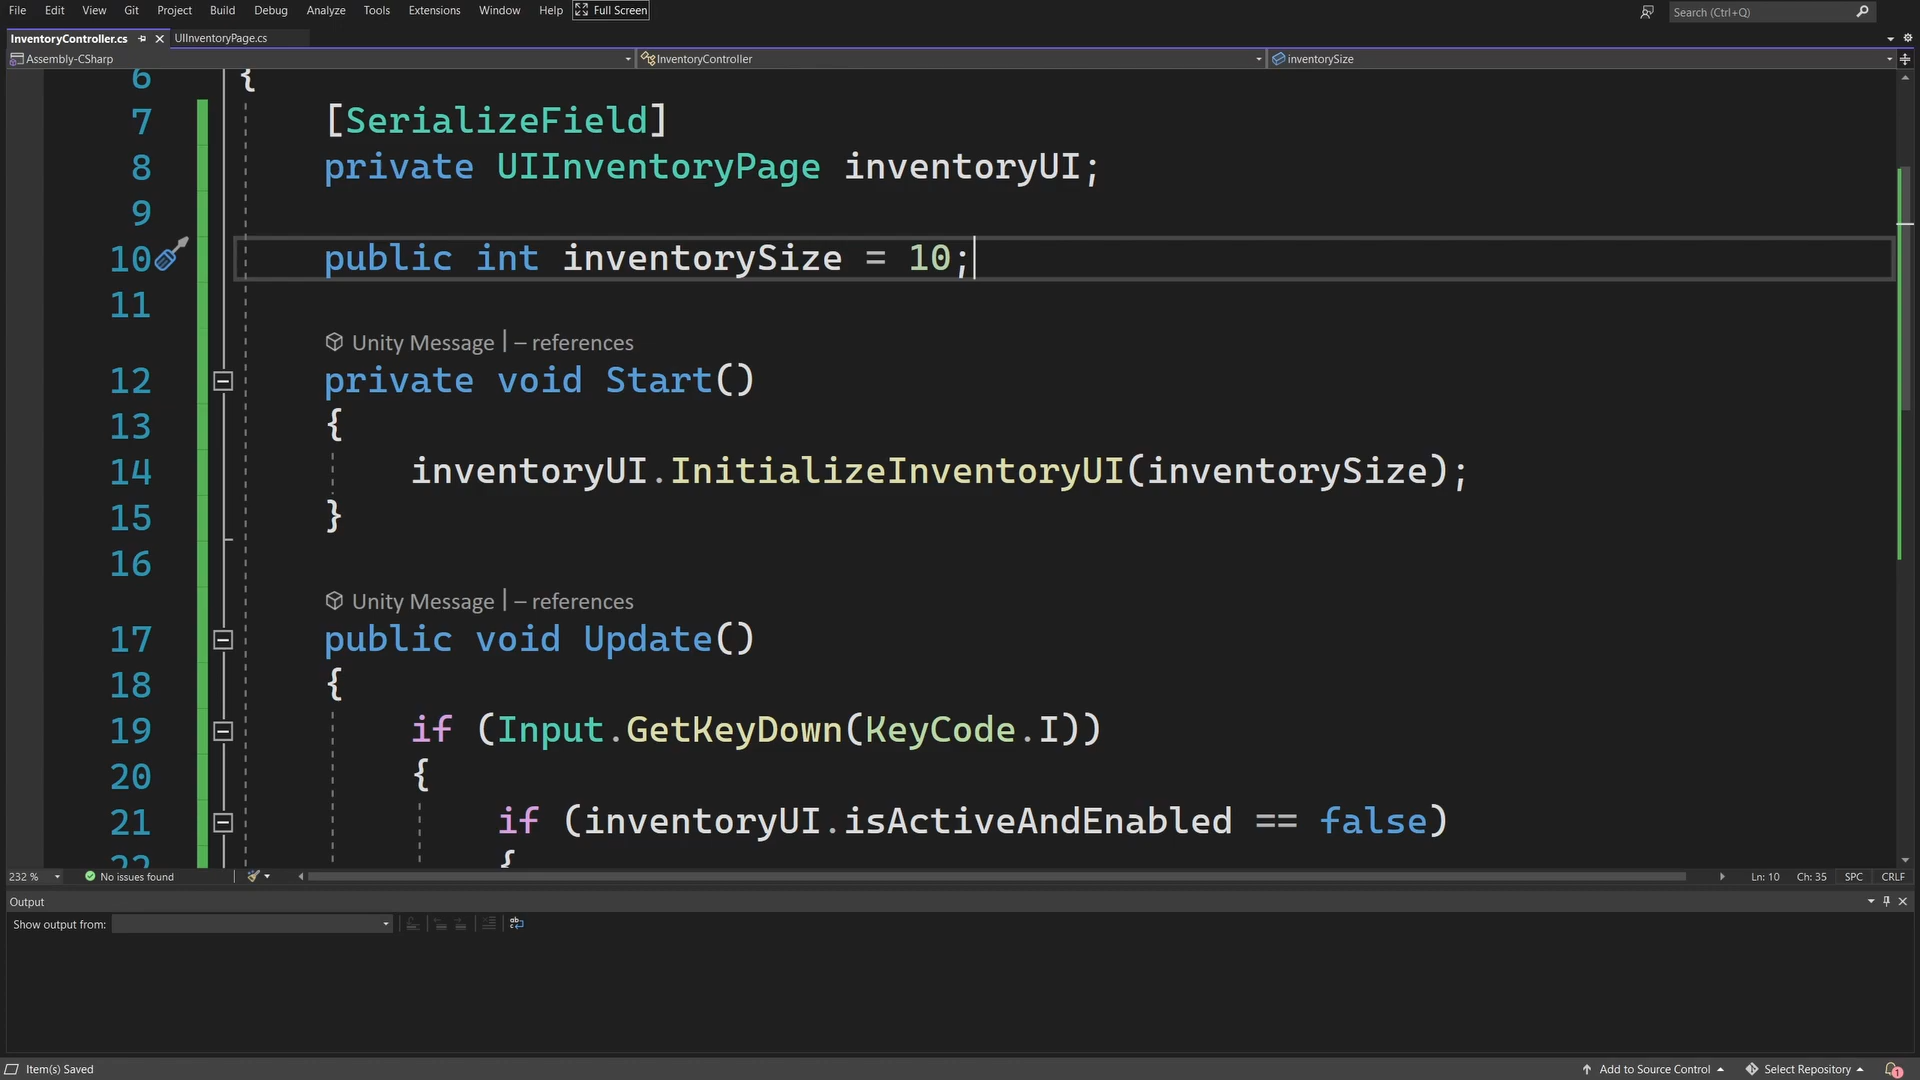 File Edit View Git Project Build Debug Analyze Tools Extensions Window Help Full Screen Search (Ctrl+Q)
InventoryController.cs UIInventoryPage.cs
Assembly-CSharp InventoryController inventorySize
6 {
7 [SerializeField]
8 private UIInventoryPage inventoryUI;
9
10 public int inventorySize = 10;
11
Unity Message | – references
12 private void Start()
13 {
14 inventoryUI.InitializeInventoryUI(inventorySize);
15 }
16
Unity Message | – references
17 public void Update()
18 {
19 if (Input.GetKeyDown(KeyCode.I))
20 {
21 if (inventoryUI.isActiveAndEnabled == false)
22 {
232 % No issues found Ln: 10 Ch: 35 SPC CRLF
Output
Show output from:
Item(s) Saved Add to Source Control Select Repository 1